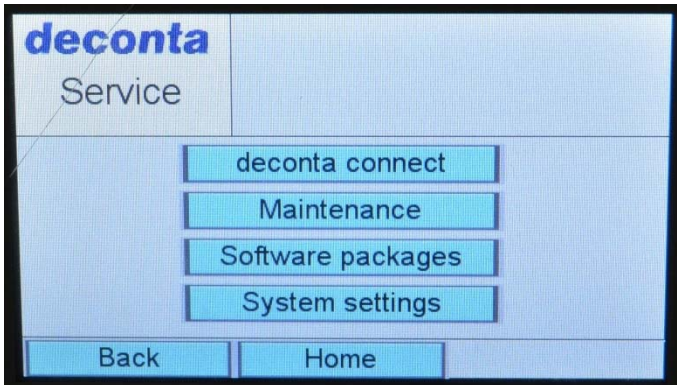 deconta
Service
deconta connect
Maintenance
Software packages
System settings
Back
Home